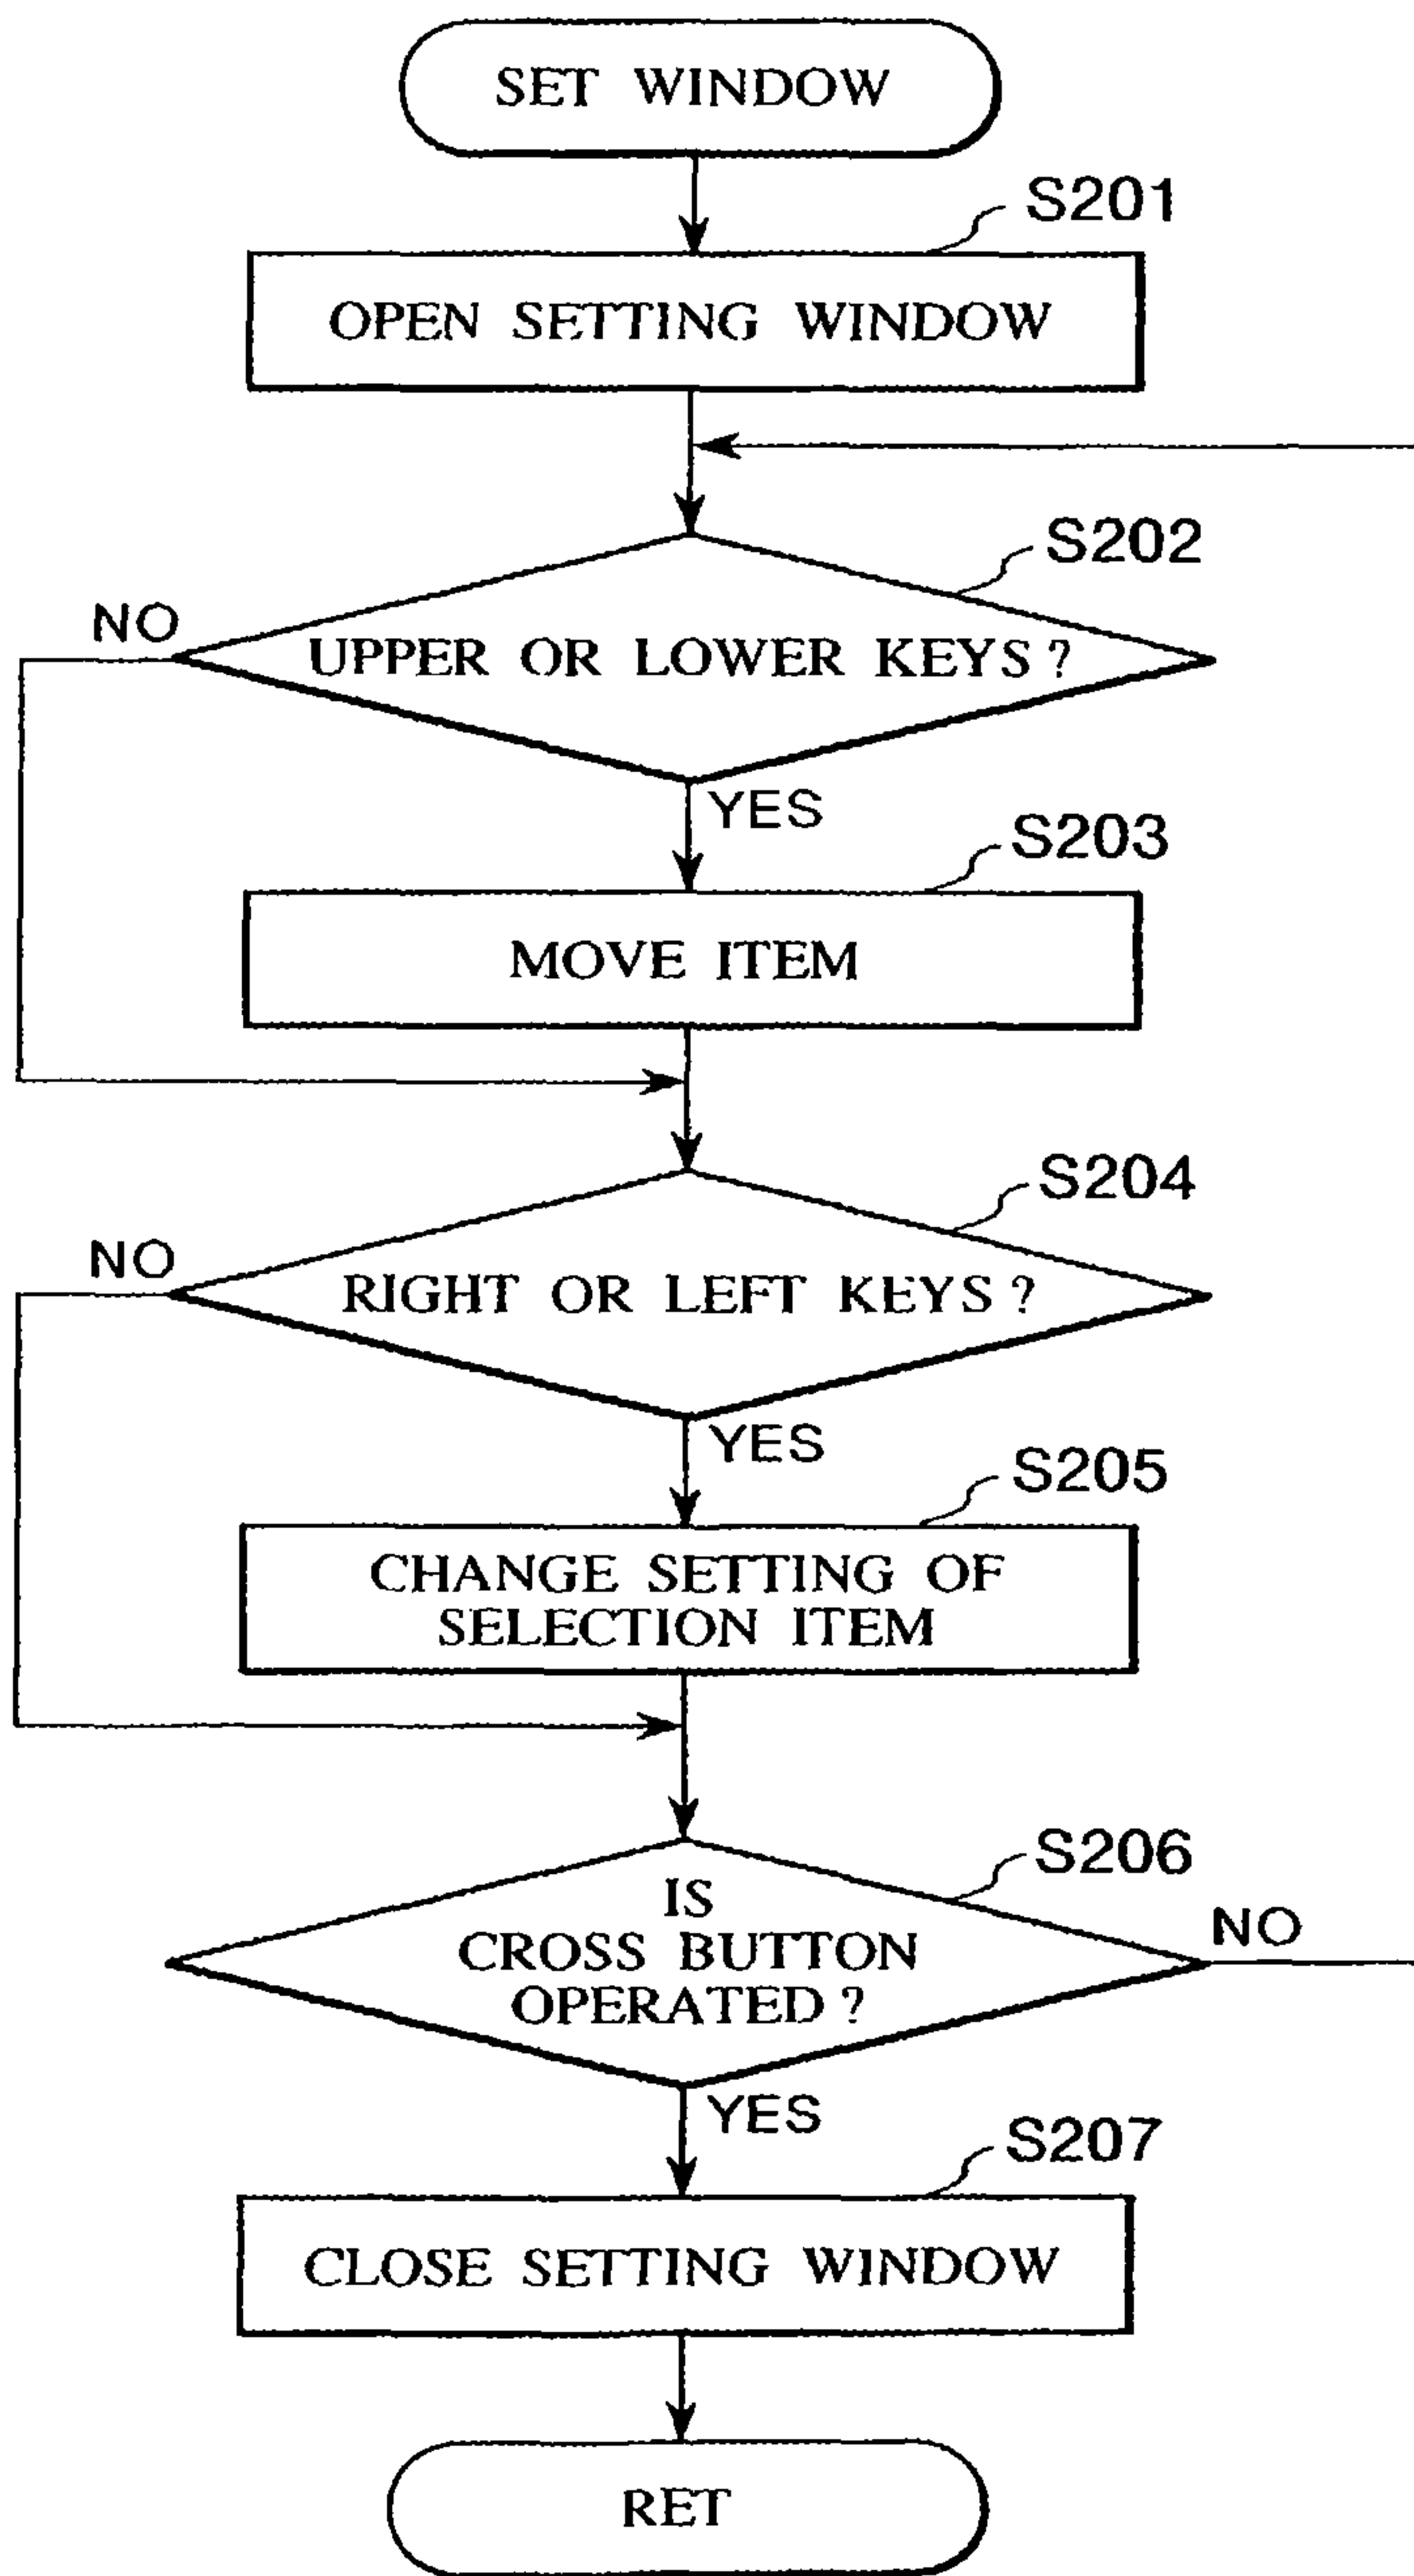 SET WINDOW
S201
OPEN SETTING WINDOW
S202
NO
UPPER OR LOWER KEYS ?
YES
S203
MOVE ITEM
S204
NO
RIGHT OR LEFT KEYS ?
YES
S205
CHANGE SETTING OF
SELECTION ITEM
S206
IS
CROSS BUTTON
OPERATED ?
NO
YES
S207
CLOSE SETTING WINDOW
RET